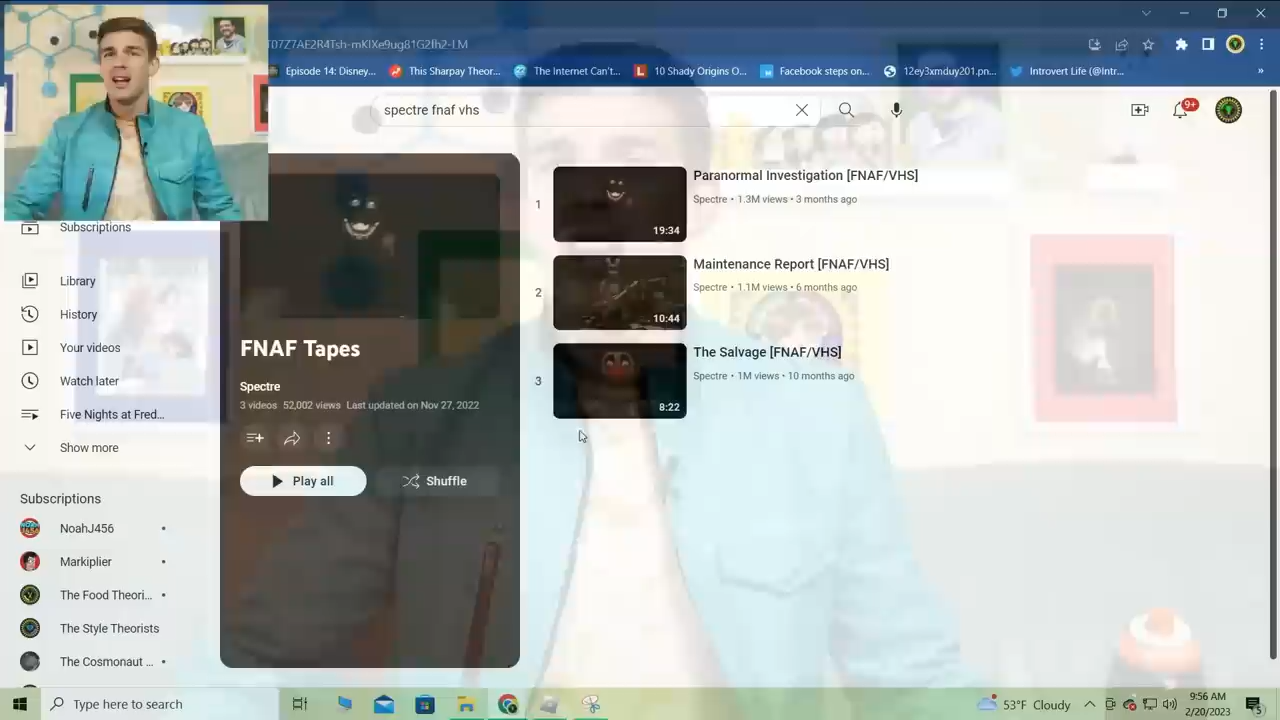 T07Z7AE2R4Tsh-mKIXe9ug81G2fh2-LM
Episode 14: Disney...
This Sharpay Theor...
The Internet Can't...
10 Shady Origins O...
Facebook steps on...
12ey3xmduy201.pn...
Introvert Life (@Intr...
»
spectre fnaf vhs
9+
Subscriptions
Library
History
Your videos
Watch later
Five Nights at Fred...
Show more
Subscriptions
NoahJ456
Markiplier
The Food Theori...
The Style Theorists
The Cosmonaut ...
FNAF Tapes
Spectre
3 videos 52,002 views Last updated on Nov 27, 2022
Play all
Shuffle
1
19:34
Paranormal Investigation [FNAF/VHS]
Spectre • 1.3M views • 3 months ago
2
10:44
Maintenance Report [FNAF/VHS]
Spectre • 1.1M views • 6 months ago
3
8:22
The Salvage [FNAF/VHS]
Spectre • 1M views • 10 months ago
Type here to search
53°F Cloudy
9:56 AM
2/20/2023
5